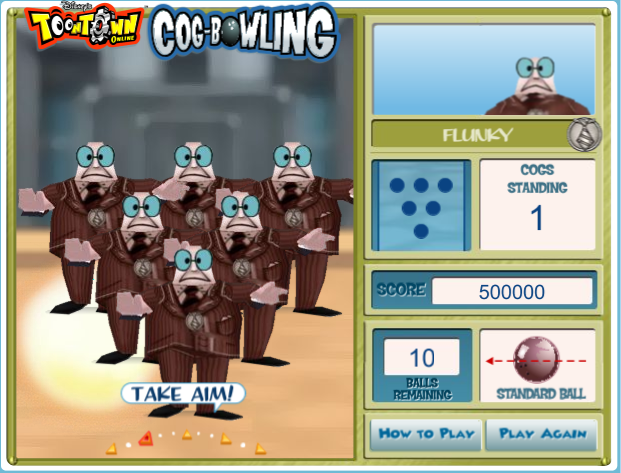 Disney's
TOONTOWN
ONLINE
COG-BOWLING
FLUNKY
COGS
STANDING
1
SCORE 500000
10
BALLS
REMAINING
STANDARD BALL
TAKE AIM!
HOW TO PLAY
PLAY AGAIN